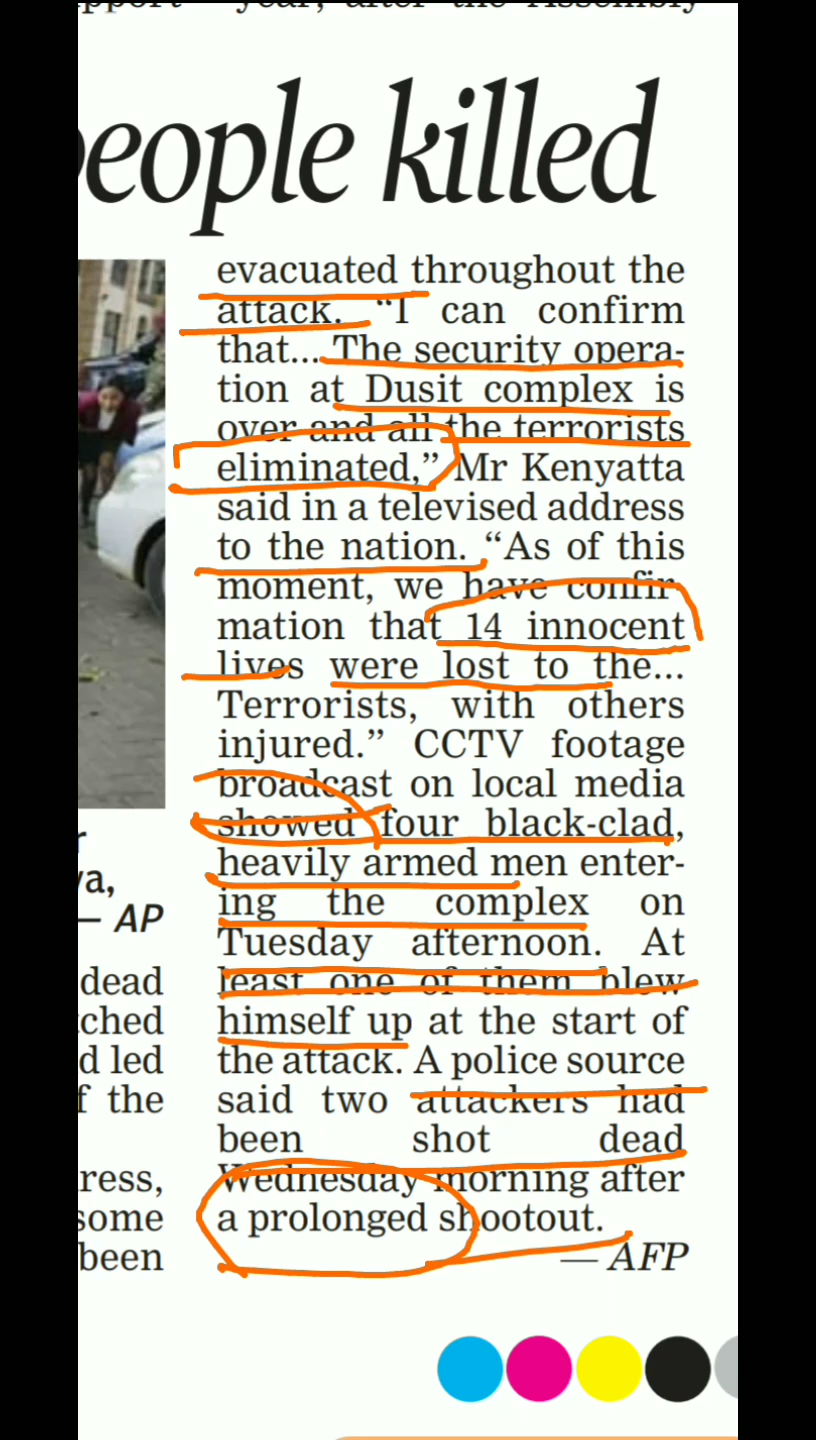 people killed
evacuated throughout the
attack. “I can confirm
that... The security opera-
tion at Dusit complex is
over and all the terrorists
eliminated,” Mr Kenyatta
said in a televised address
to the nation. “As of this
moment, we have confir-
mation that 14 innocent
lives were lost to the...
Terrorists, with others
injured.” CCTV footage
broadcast on local media
showed four black-clad,
heavily armed men enter-
ing the complex on
Tuesday afternoon. At
least one of them blew
himself up at the start of
the attack. A police source
said two attackers had
been shot dead
Wednesday morning after
a prolonged shootout.
— AFP
— AP
dead
led
the
some
been